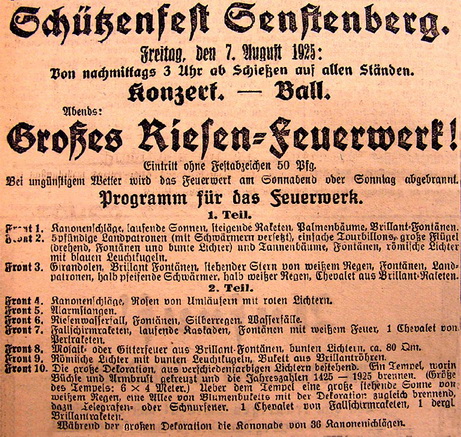 Schützenfest Senftenberg.
Freitag, den 7. August 1925:
Von nachmittags 3 Uhr ab Schießen auf allen Ständen.
Konzert. — Ball.
Abends:
Großes Riesen=Feuerwerk!
Eintritt ohne Festabzeichen 50 Pfg.
Bei ungünstigem Wetter wird das Feuerwerk am Sonnabend oder Sonntag abgebrannt.
Programm für das Feuerwerk.
1. Teil.
Front 1. Kanonenschläge, laufende Sonnen, steigende Raketen, Palmenbäume, Brillant-Fontänen.
Front 2. 5pfündige Landpatronen (mit Schwärmern versetzt), einfache Tourbillons, große Flügel
(drehend, Fontänen und bunte Lichter) und Tannenbäume, Fontänen, römische Lichter
mit blauen Leuchtkugeln.
Front 3. Girandolen, Brillant Fontänen, stehender Stern von weißem Regen, Fontänen, Land-
patronen, halb pfeifende Schwärmer, halb weißer Regen, Chevalet aus Brillant-Raketen.
2. Teil.
Front 4. Kanonenschläge, Rosen von Umläufern mit roten Lichtern.
Front 5. Alarmstangen.
Front 6. Riesenwasserfall, Fontänen, Silberregen, Wasserfälle.
Front 7. Fallschirmraketen, laufende Kaskaden, Fontänen mit weißem Feuer, 1 Chevalet von
Perlraketen.
Front 8. Mosaik- oder Gitterfeuer aus Brillant-Fontänen, bunten Lichtern, ca. 80 Qm.
Front 9. Römische Lichter mit bunten Leuchtkugeln, Bukett aus Brillantröhren.
Front 10. Die große Dekoration, aus verschiedenfarbigen Lichtern bestehend. Ein Tempel, worin
Büchse und Armbrust gekreuzt und die Jahreszahlen 1425 – 1925 brennen. (Größe
des Tempels: 6 × 4 Meter.) Ueber dem Tempel eine große stehende Sonne von
weißem Regen, eine Allee von Blumenbuketts mit der Dekoration zugleich brennend,
dazu Telegrafen- oder Schnurfeuer. 1 Chevalet von Fallschirmraketen, 1 dergl.
Brillantraketen.
Während der großen Dekoration die Kanonade von 36 Kanonenschlägen.